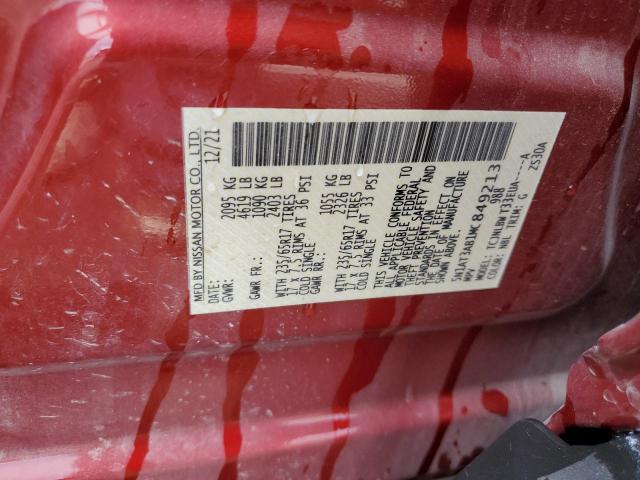 MFD BY NISSAN MOTOR CO., LTD.
DATE: 12/21
GVWR: 2095 KG
4619 LB
GAWR FR.: 1090 KG
2403 LB
WITH 235/65R17 TIRES
17 X 7.5 RIMS AT 36 PSI
COLD SINGLE
GAWR RR.: 1055 KG
2326 LB
WITH 235/65R17 TIRES
17 X 7.5 RIMS AT 33 PSI
COLD SINGLE
THIS VEHICLE CONFORMS TO
ALL APPLICABLE FEDERAL
MOTOR VEHICLE SAFETY AND
THEFT PREVENTION
STANDARDS IN EFFECT ON
THE DATE OF MANUFACTURE
SHOWN ABOVE.
5N1AT3AB1MC849213
MPV 988
MODEL:
COLOR: NBL TRIM: G
ZS30A